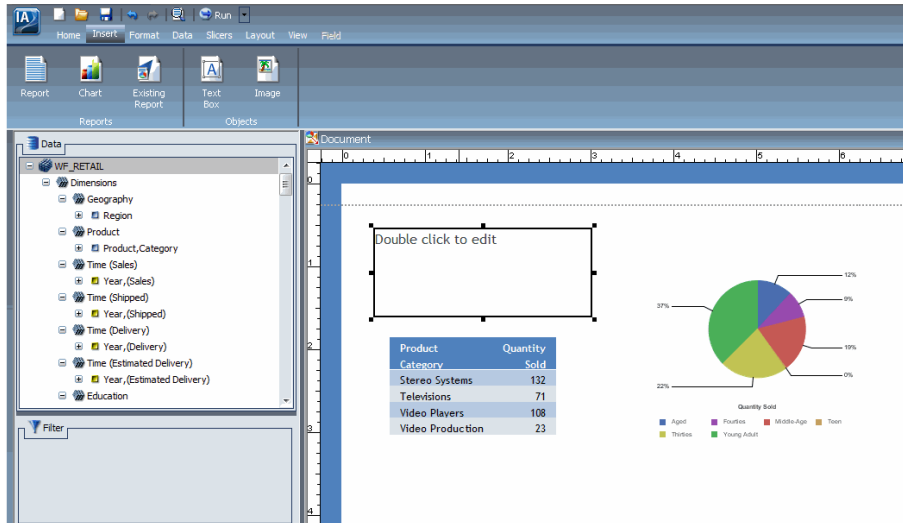 IA
Run
Home Insert Format Data Slicers Layout View Field
Report Chart Existing Report Text Box Image
Reports Objects
Data
WF_RETAIL
Dimensions
Geography
Region
Product
Product,Category
Time (Sales)
Year,(Sales)
Time (Shipped)
Year,(Shipped)
Time (Delivery)
Year,(Delivery)
Time (Estimated Delivery)
Year,(Estimated Delivery)
Education
Filter
Document
0 1 2 3 4 5 6
0
1
2
3
4
Double click to edit
Product Quantity
Category Sold
Stereo Systems 132
Televisions 71
Video Players 108
Video Production 23
12%
9%
37%
19%
0%
22%
Quantity Sold
Aged Fourties Middle-Age Teen
Thirties Young Adult